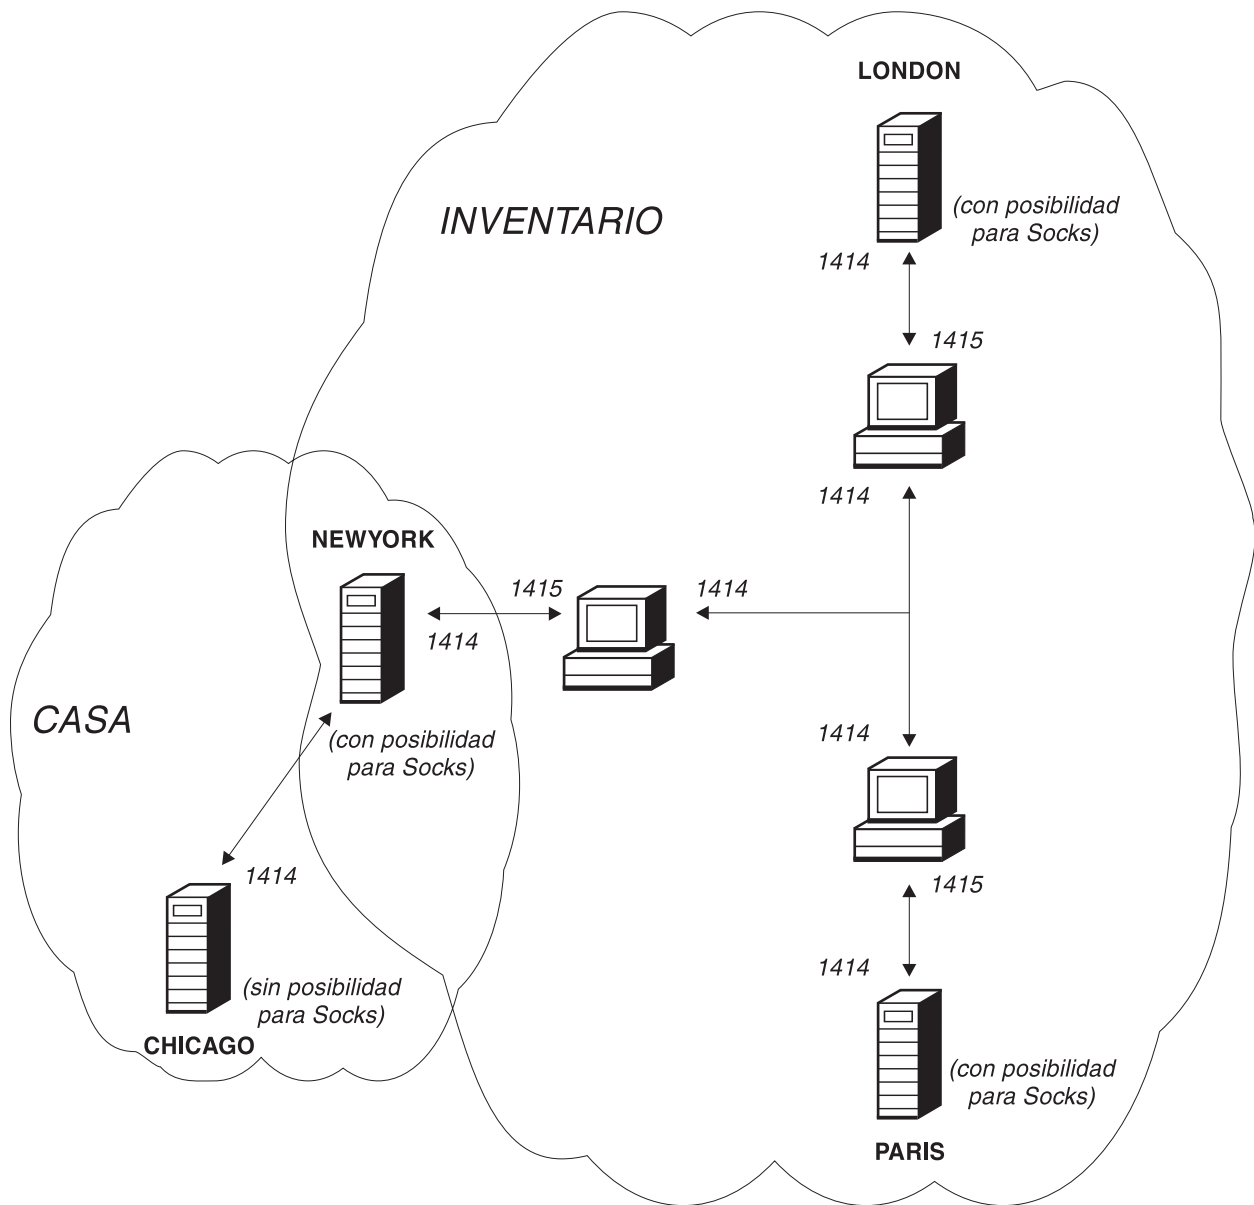 LONDON
INVENTARIO
(con posibilidad
para Socks)
1414
1415
1414
NEWYORK
1415
1414
1414
CASA
(con posibilidad
para Socks)
1414
1414
1415
1414
(sin posibilidad
para Socks)
CHICAGO
(con posibilidad
para Socks)
PARIS